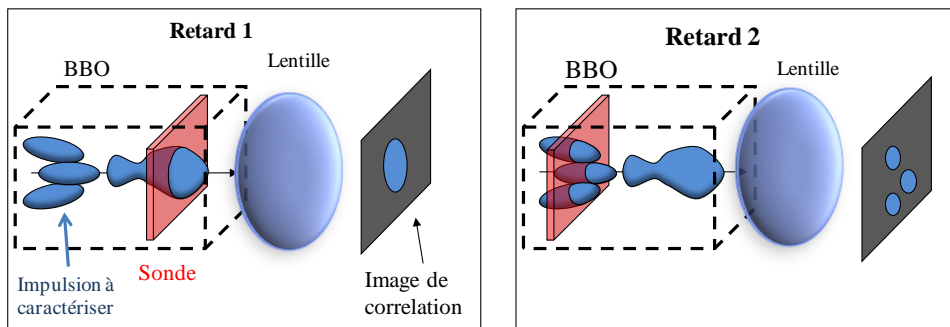 Retard 1
Lentille
BBO
Sonde
Impulsion à
caractériser
Image de
correlation
Retard 2
Lentille
BBO